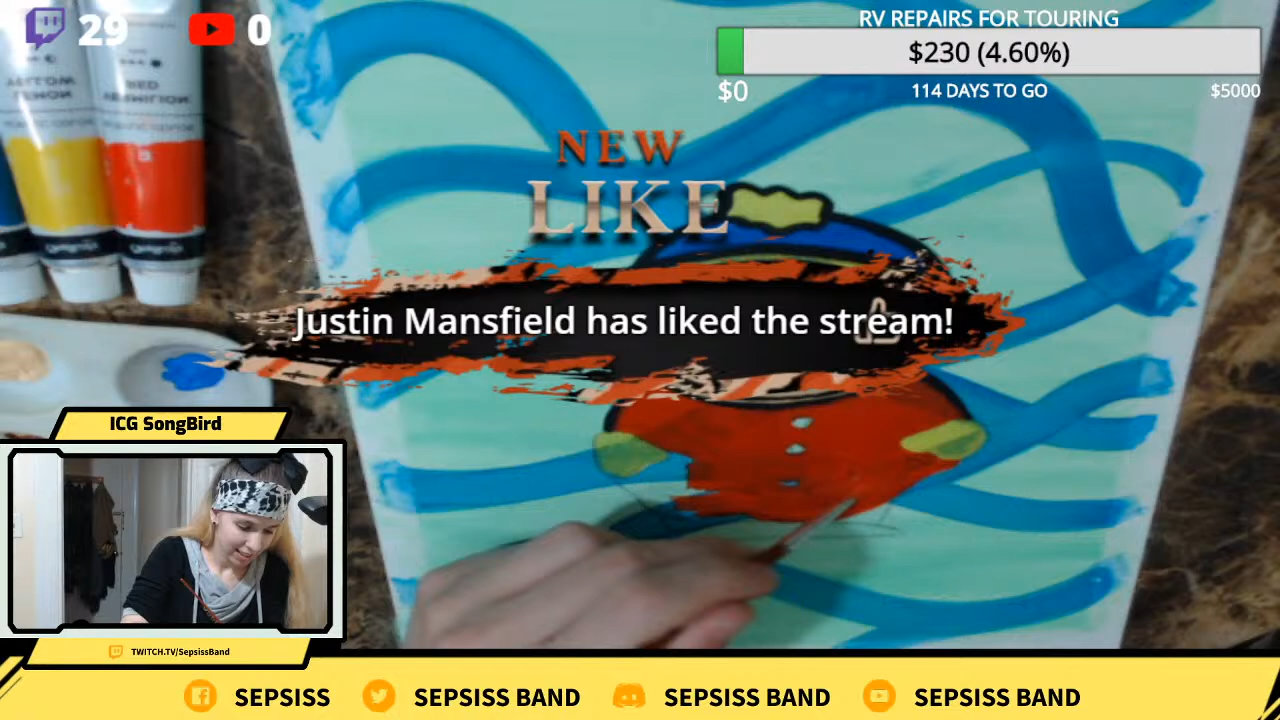 29
0
RV REPAIRS FOR TOURING
$230 (4.60%)
$0
114 DAYS TO GO
$5000
NEW
LIKE
Justin Mansfield has liked the stream!
ICG SongBird
TWITCH.TV/SepsissBand
SEPSISS
SEPSISS BAND
SEPSISS BAND
SEPSISS BAND